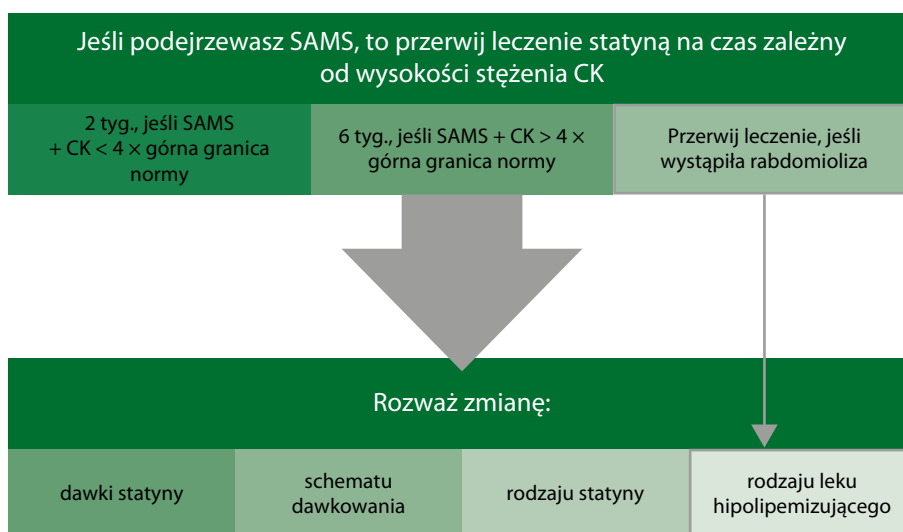 Jeśli podejrzewasz SAMS, to przerwij leczenie statyną na czas zależny
od wysokości stężenia CK
2 tyg., jeśli SAMS
+ CK < 4 × górna granica
normy
6 tyg., jeśli SAMS + CK > 4 ×
górna granica normy
Przerwij leczenie, jeśli
wystąpiła rabdomioliza
Rozważ zmianę:
dawki statyny
schematu
dawkowania
rodzaju statyny
rodzaju leku
hipolipemizującego